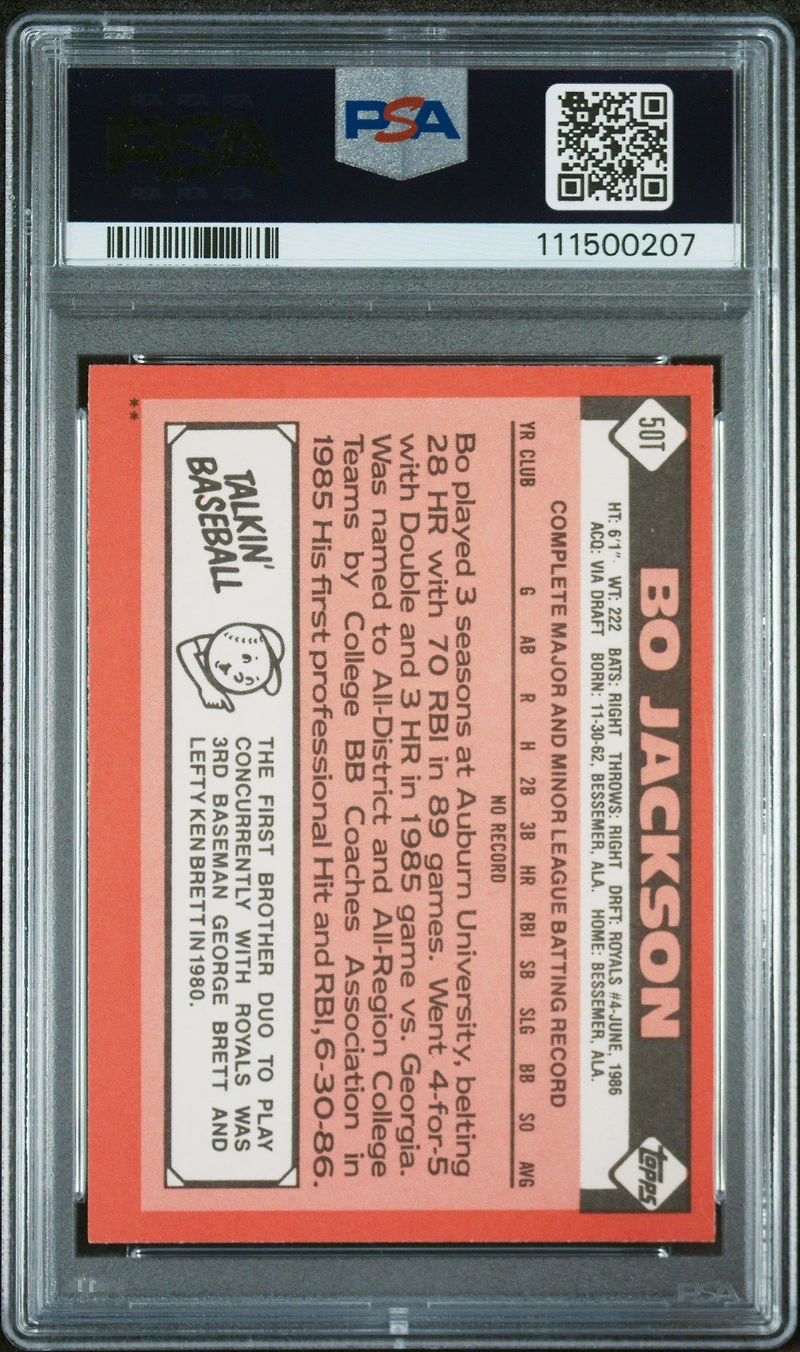 PSA
PSA
111500207
50T
BO JACKSON
topps
HT: 6'1" WT: 222 BATS: RIGHT THROWS: RIGHT DRFT: ROYALS #4-JUNE, 1986
ACQ: VIA DRAFT BORN: 11-30-62, BESSEMER, ALA. HOME: BESSEMER, ALA.
COMPLETE MAJOR AND MINOR LEAGUE BATTING RECORD
YR CLUB G AB R H 2B 3B HR RBI SB SLG BB SO AVG
NO RECORD
Bo played 3 seasons at Auburn University, belting
28 HR with 70 RBI in 89 games. Went 4-for-5
with Double and 3 HR in 1985 game vs. Georgia.
Was named to All-District and All-Region College
Teams by College BB Coaches Association in
1985 His first professional Hit and RBI, 6-30-86.
TALKIN'
BASEBALL
THE FIRST BROTHER DUO TO PLAY
CONCURRENTLY WITH ROYALS WAS
3RD BASEMAN GEORGE BRETT AND
LEFTY KEN BRETT IN 1980.
**
PSA